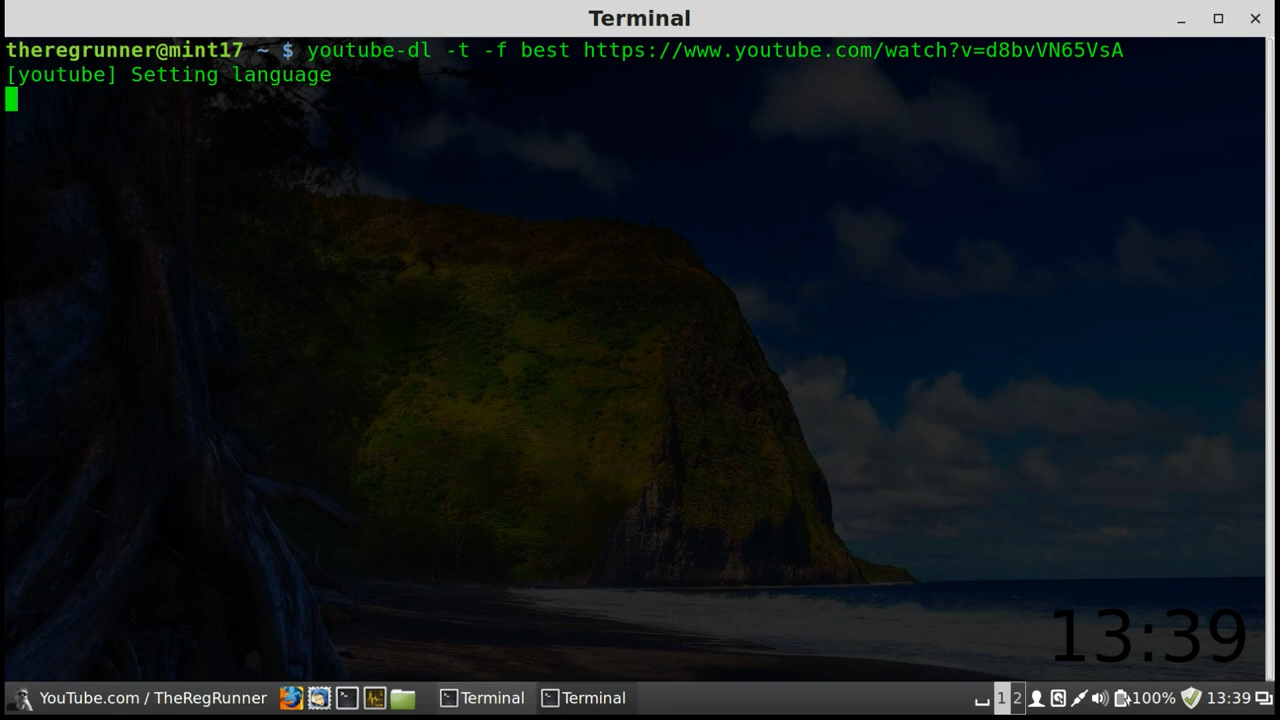 Terminal
theregrunner@mint17 ~ $ youtube-dl -t -f best https://www.youtube.com/watch?v=d8bvVN65VsA
[youtube] Setting language
13:39
YouTube.com / TheRegRunner Terminal Terminal 1 2 100% 13:39